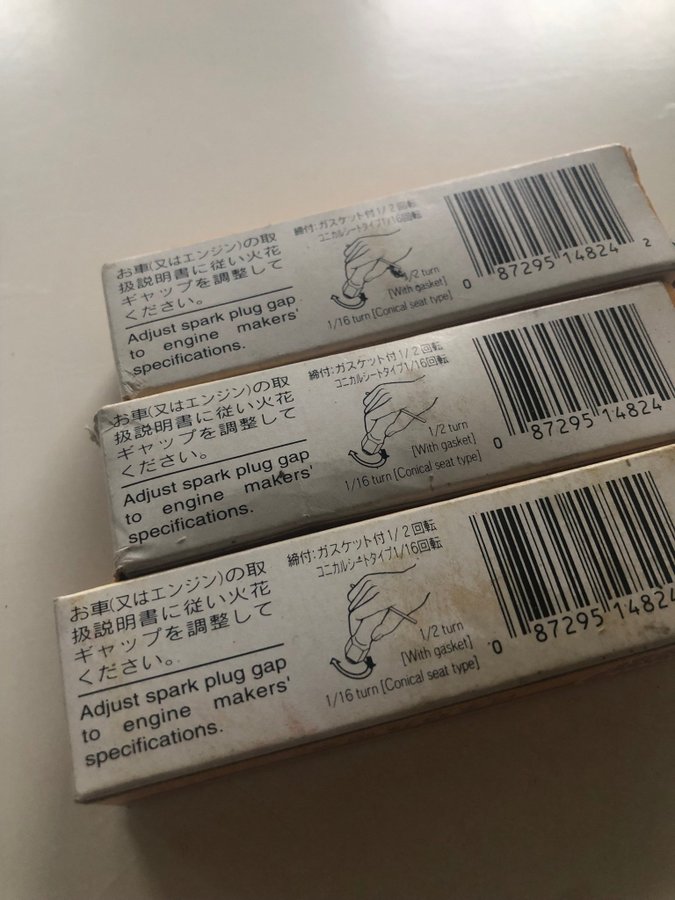 お車(又はエンジン)の取
扱説明書に従い火花
ギャップを調整して
ください。
Adjust spark plug gap
to engine makers'
specifications.
締付:ガスケット付1/2回転
コニカルシートタイプ1/16回転
1/2 turn
[With gasket]
1/16 turn [Conical seat type]
0 87295 14824 2
お車(又はエンジン)の取
扱説明書に従い火花
ギャップを調整して
ください。
Adjust spark plug gap
to engine makers'
specifications.
締付:ガスケット付1/2回転
コニカルシートタイプ1/16回転
1/2 turn
[With gasket]
1/16 turn [Conical seat type]
0 87295 14824
お車(又はエンジン)の取
扱説明書に従い火花
ギャップを調整して
ください。
Adjust spark plug gap
to engine makers'
specifications.
締付:ガスケット付1/2回転
コニカルシートタイプ1/16回転
1/2 turn
[With gasket]
1/16 turn [Conical seat type]
0 87295 14824